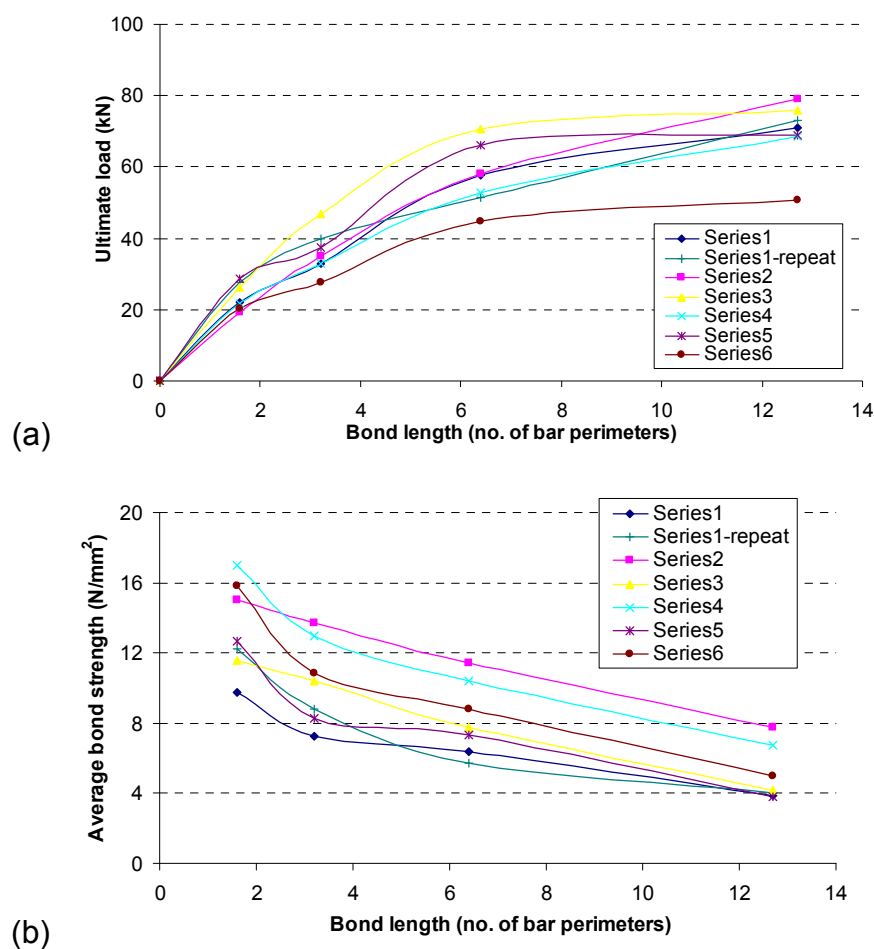 100
80
60
40
20
0
Ultimate load (kN)
Series1
Series1-repeat
Series2
Series3
Series4
Series5
Series6
0 2 4 6 8 10 12 14
Bond length (no. of bar perimeters)
(a)
20
16
12
8
4
0
Average bond strength (N/mm2)
Series1
Series1-repeat
Series2
Series3
Series4
Series5
Series6
0 2 4 6 8 10 12 14
Bond length (no. of bar perimeters)
(b)